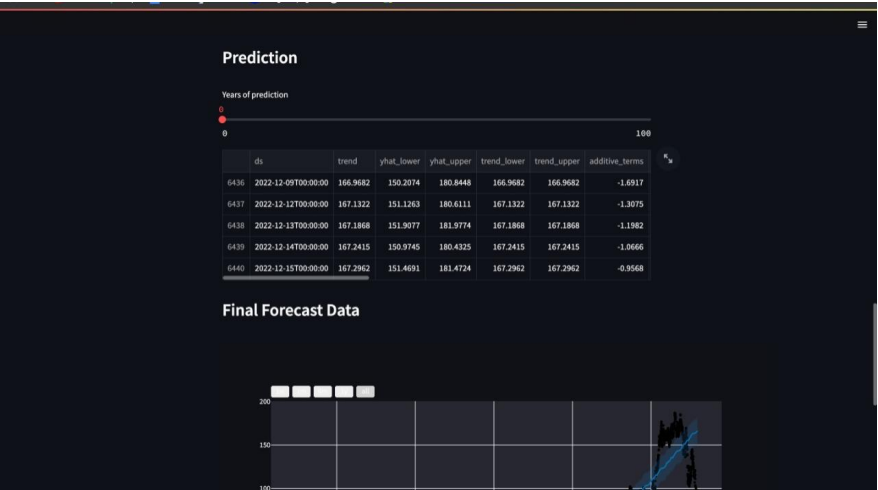 Prediction
Years of prediction
0
0 100
ds trend yhat_lower yhat_upper trend_lower trend_upper additive_terms
6436 2022-12-09T00:00:00 166.9682 150.2074 180.8448 166.9682 166.9682 -1.6917
6437 2022-12-12T00:00:00 167.1322 151.1263 180.6111 167.1322 167.1322 -1.3075
6438 2022-12-13T00:00:00 167.1868 151.9077 181.9774 167.1868 167.1868 -1.1982
6439 2022-12-14T00:00:00 167.2415 150.9745 180.4325 167.2415 167.2415 -1.0666
6440 2022-12-15T00:00:00 167.2962 151.4691 181.4724 167.2962 167.2962 -0.9568
Final Forecast Data
200
150
100